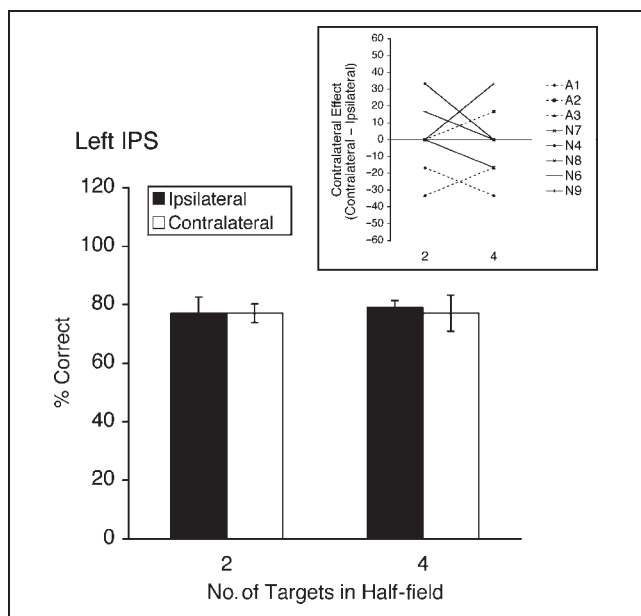 Left IPS
120
100
80
60
40
20
0
% Correct
Ipsilateral
Contralateral
2
4
No. of Targets in Half-field
60
50
40
30
20
10
0
−10
−20
−30
−40
−50
−60
Contralateral Effect
(Contralateral – Ipsilateral)
2
4
A1
A2
A3
N7
N4
N8
N6
N9